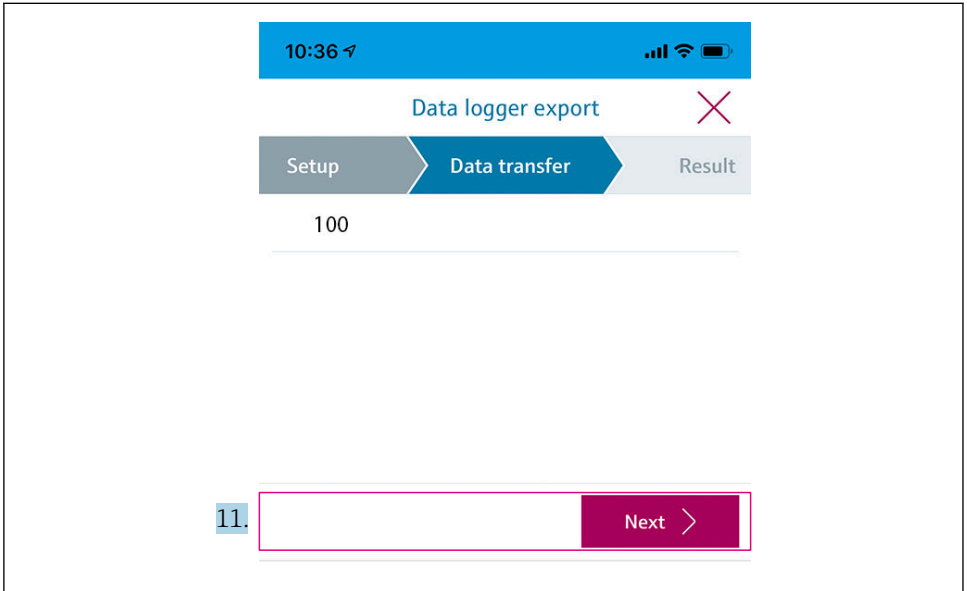 10:36
Data logger export
Setup Data transfer Result
100
11. Next